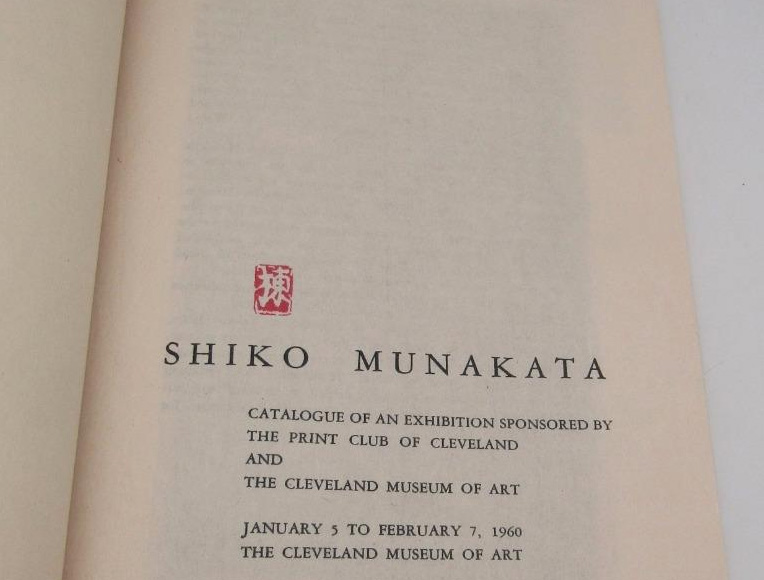 棟
SHIKO MUNAKATA
CATALOGUE OF AN EXHIBITION SPONSORED BY
THE PRINT CLUB OF CLEVELAND
AND
THE CLEVELAND MUSEUM OF ART
JANUARY 5 TO FEBRUARY 7, 1960
THE CLEVELAND MUSEUM OF ART